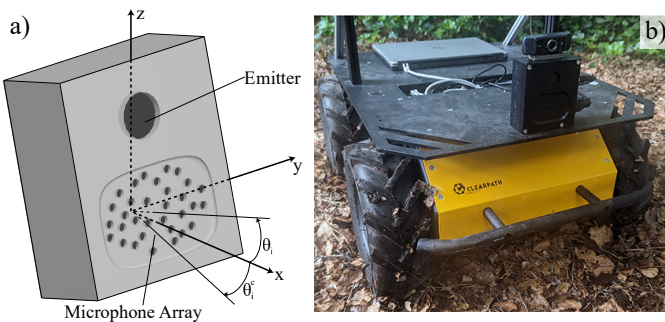 a)
z
Emitter
y
θᵢ
x
θᵢᶜ
Microphone Array
b)
CLEARPATH